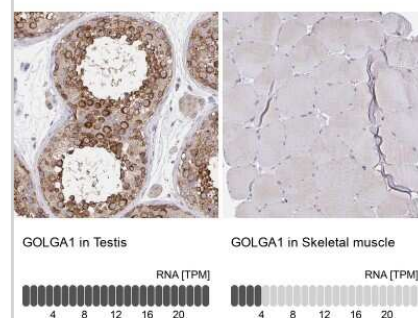 GOLGA1 in Testis
GOLGA1 in Skeletal muscle
RNA [TPM]
RNA [TPM]
4 8 12 16 20
4 8 12 16 20